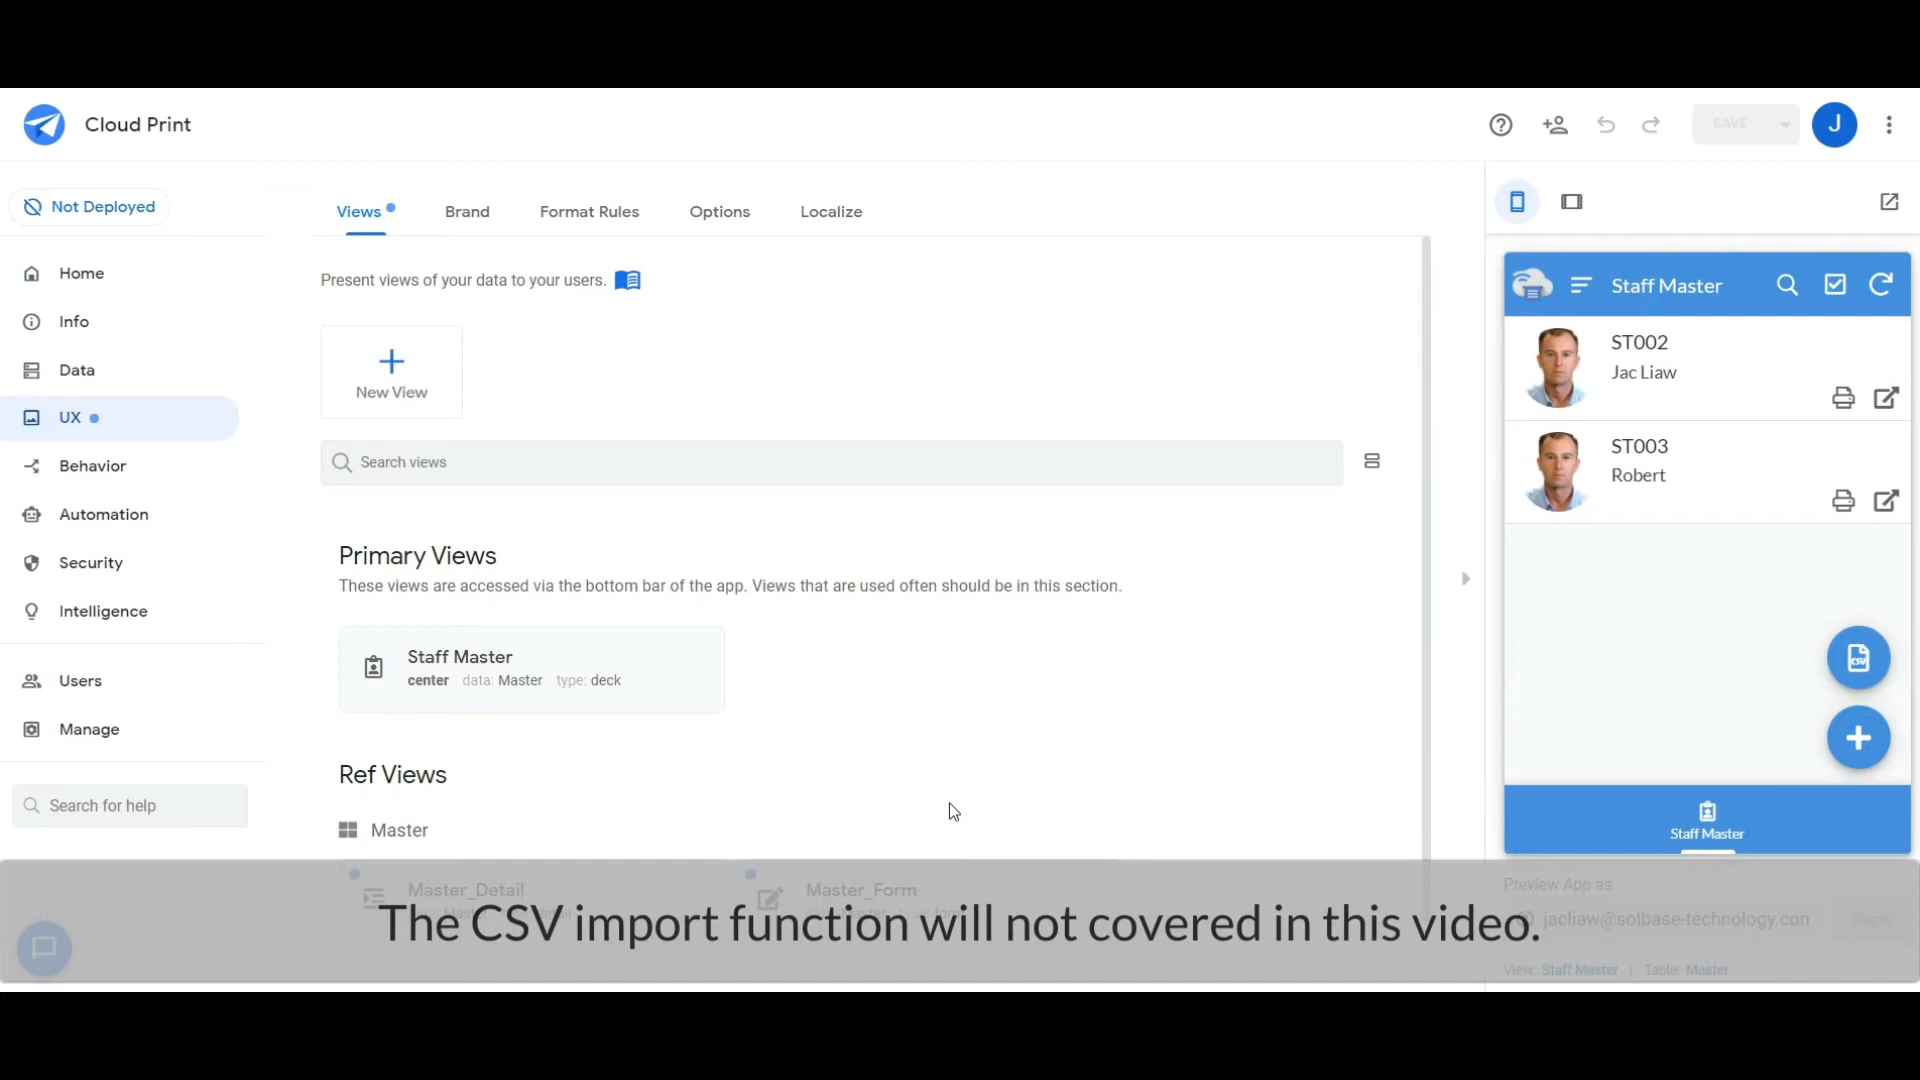 Cloud Print
SAVE
J
Not Deployed
Views
Brand
Format Rules
Options
Localize
Home
Info
Data
UX
Behavior
Automation
Security
Intelligence
Users
Manage
Search for help
Present views of your data to your users.
New View
Search views
Primary Views
These views are accessed via the bottom bar of the app. Views that are used often should be in this section.
Staff Master
center data: Master type: deck
Ref Views
Master
Master_Detail
Master_Form
Staff Master
ST002
Jac Liaw
ST003
Robert
CSV
Staff Master
Preview App as
jacliaw@solbase-technology.con
View: Staff Master | Table: Master
The CSV import function will not covered in this video.